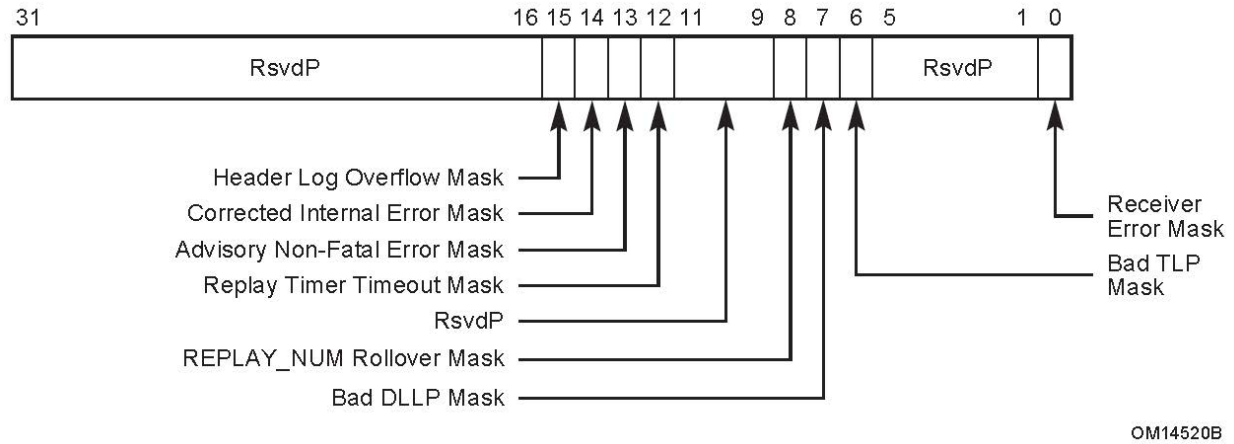 31 16 15 14 13 12 11 9 8 7 6 5 1 0
RsvdP RsvdP
Header Log Overflow Mask
Corrected Internal Error Mask
Advisory Non-Fatal Error Mask
Replay Timer Timeout Mask
RsvdP
REPLAY_NUM Rollover Mask
Bad DLLP Mask
Receiver
Error Mask
Bad TLP
Mask
OM14520B